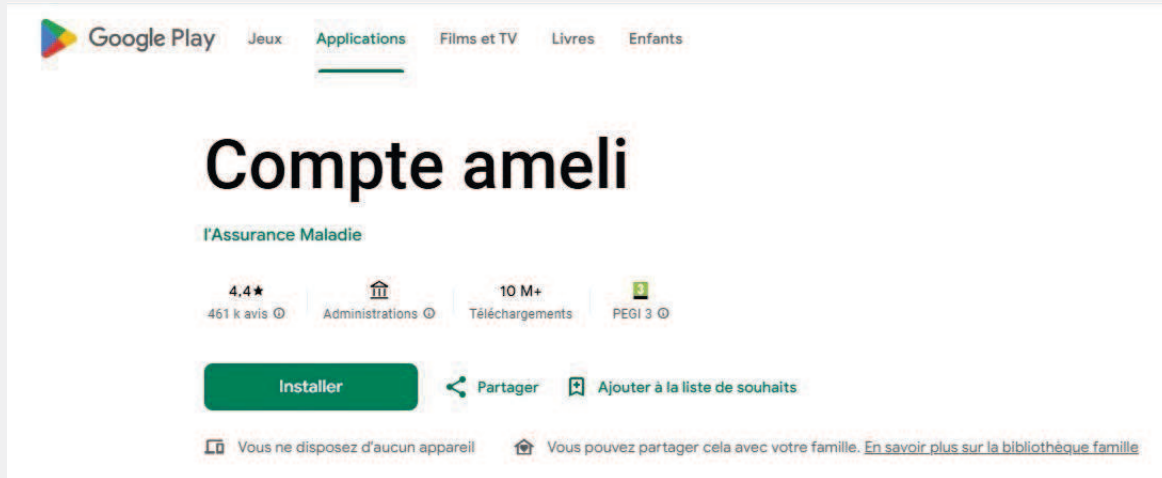 Google Play Jeux Applications Films et TV Livres Enfants
Compte ameli
l'Assurance Maladie
4,4★ 10 M+ 3
461 k avis Administrations Téléchargements PEGI 3
Installer Partager Ajouter à la liste de souhaits
Vous ne disposez d'aucun appareil Vous pouvez partager cela avec votre famille. En savoir plus sur la bibliothèque famille